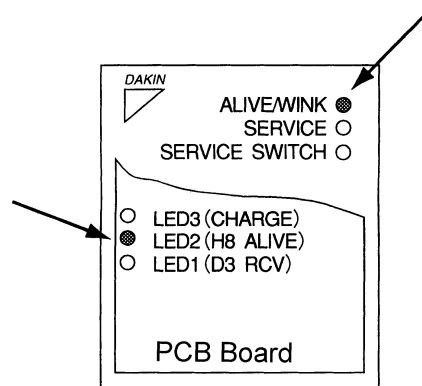 DAKIN
ALIVE/WINK
SERVICE
SERVICE SWITCH
LED3(CHARGE)
LED2(H8 ALIVE)
LED1(D3 RCV)
PCB Board